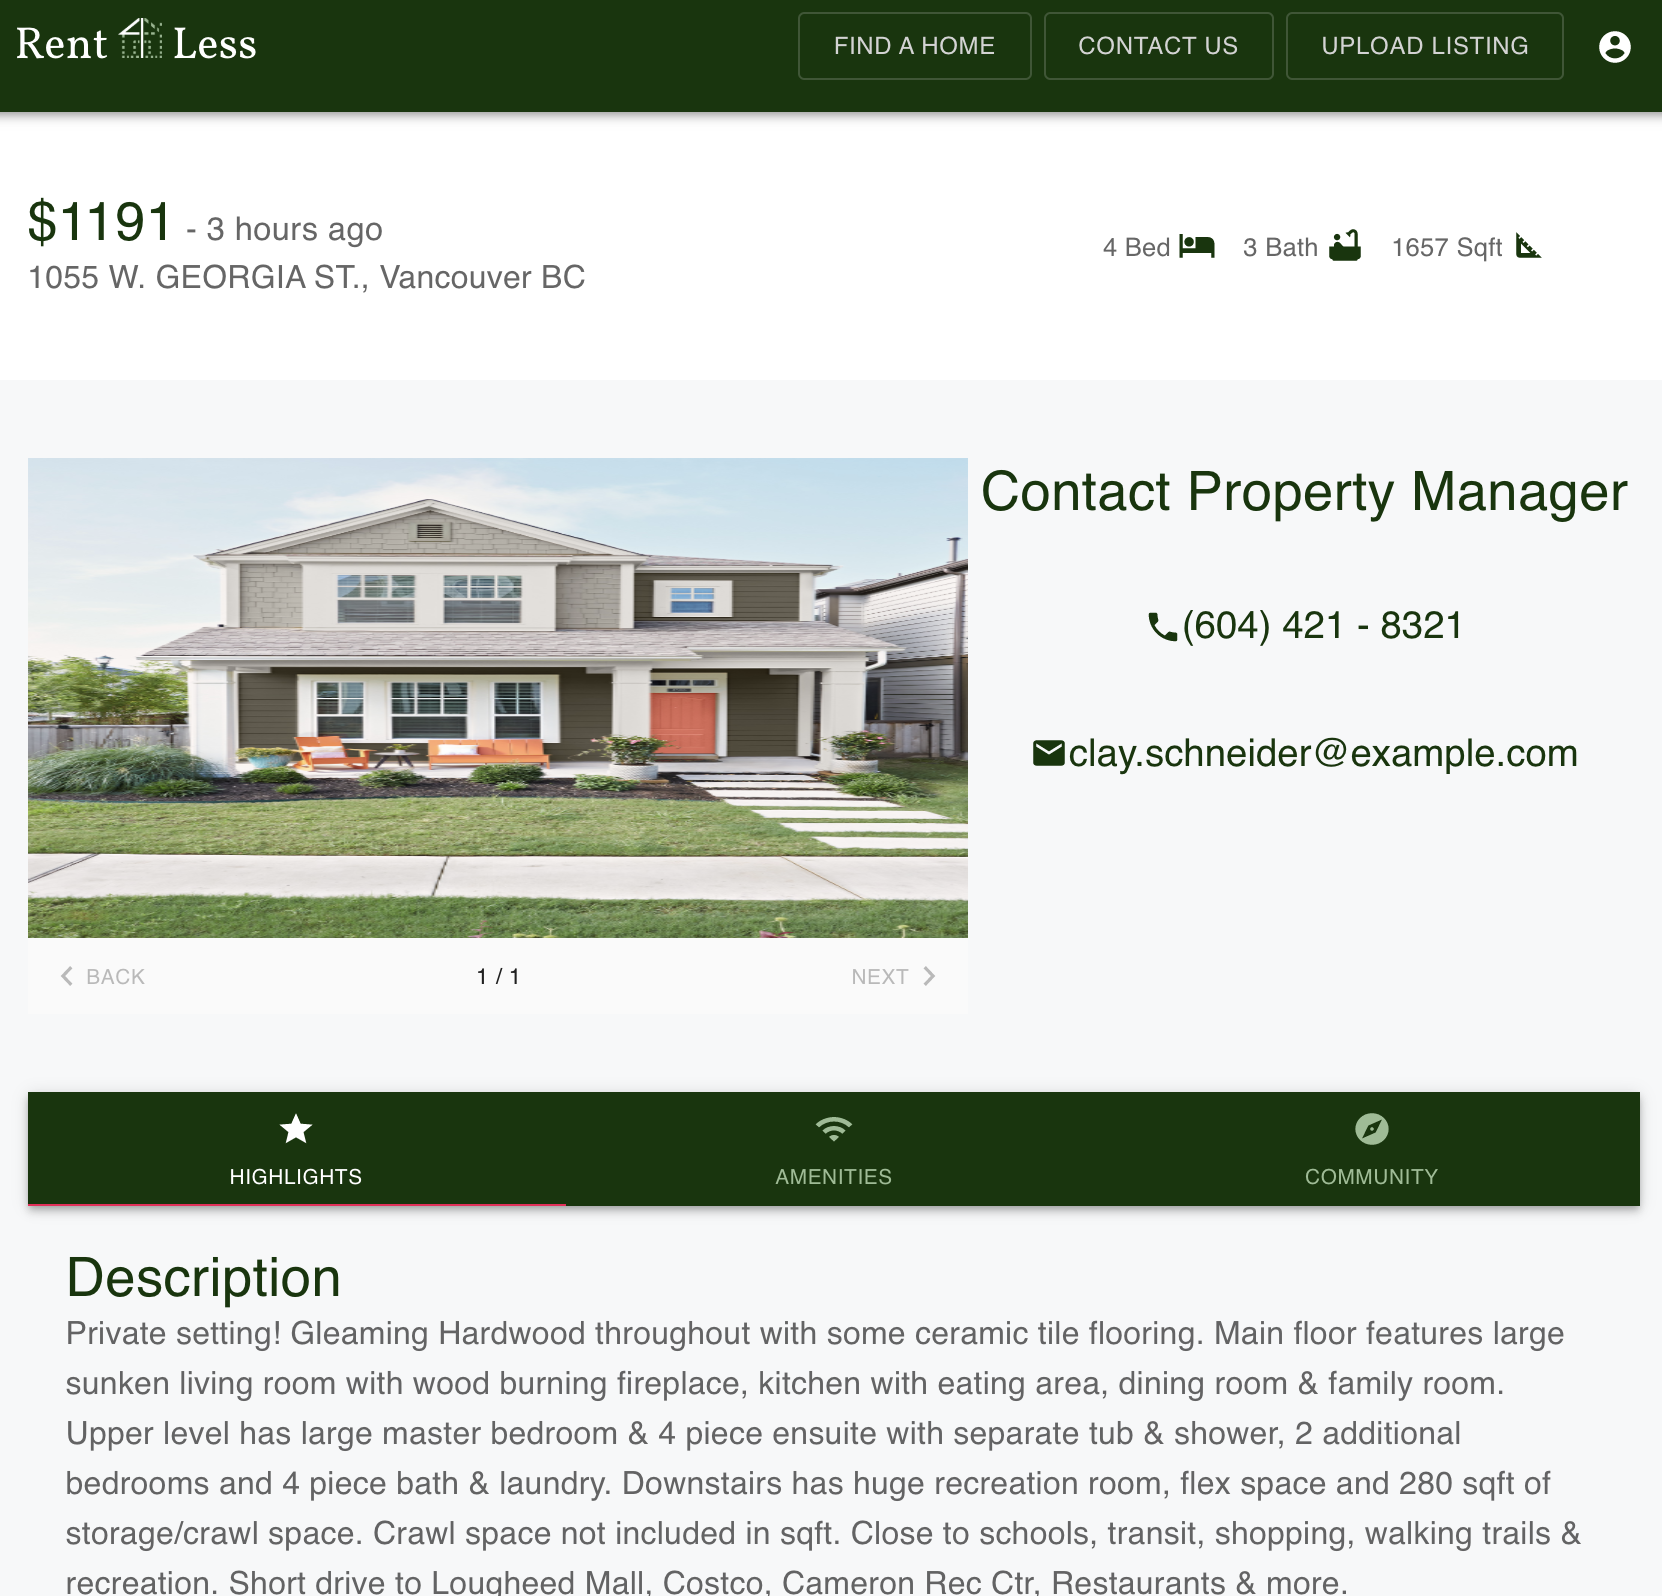 Rent Less
FIND A HOME
CONTACT US
UPLOAD LISTING
$1191 - 3 hours ago
1055 W. GEORGIA ST., Vancouver BC
4 Bed
3 Bath
1657 Sqft
Contact Property Manager
(604) 421 - 8321
clay.schneider@example.com
BACK
1 / 1
NEXT
HIGHLIGHTS
AMENITIES
COMMUNITY
Description
Private setting! Gleaming Hardwood throughout with some ceramic tile flooring. Main floor features large
sunken living room with wood burning fireplace, kitchen with eating area, dining room & family room.
Upper level has large master bedroom & 4 piece ensuite with separate tub & shower, 2 additional
bedrooms and 4 piece bath & laundry. Downstairs has huge recreation room, flex space and 280 sqft of
storage/crawl space. Crawl space not included in sqft. Close to schools, transit, shopping, walking trails &
recreation. Short drive to Lougheed Mall, Costco, Cameron Rec Ctr, Restaurants & more.